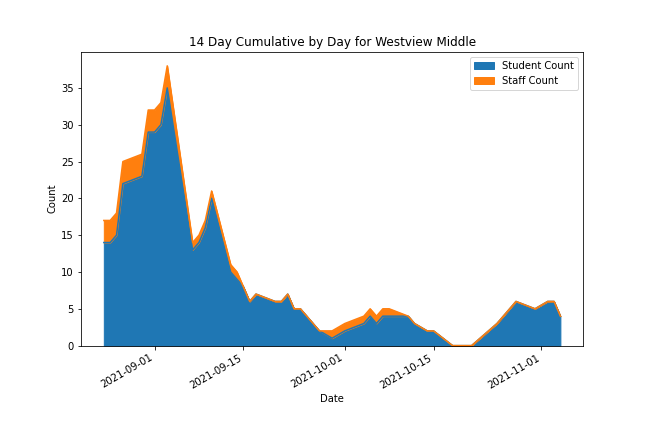 14 Day Cumulative by Day for Westview Middle
Student Count
Staff Count
Count
35
30
25
20
15
10
5
0
2021-09-01
2021-09-15
2021-10-01
2021-10-15
2021-11-01
Date